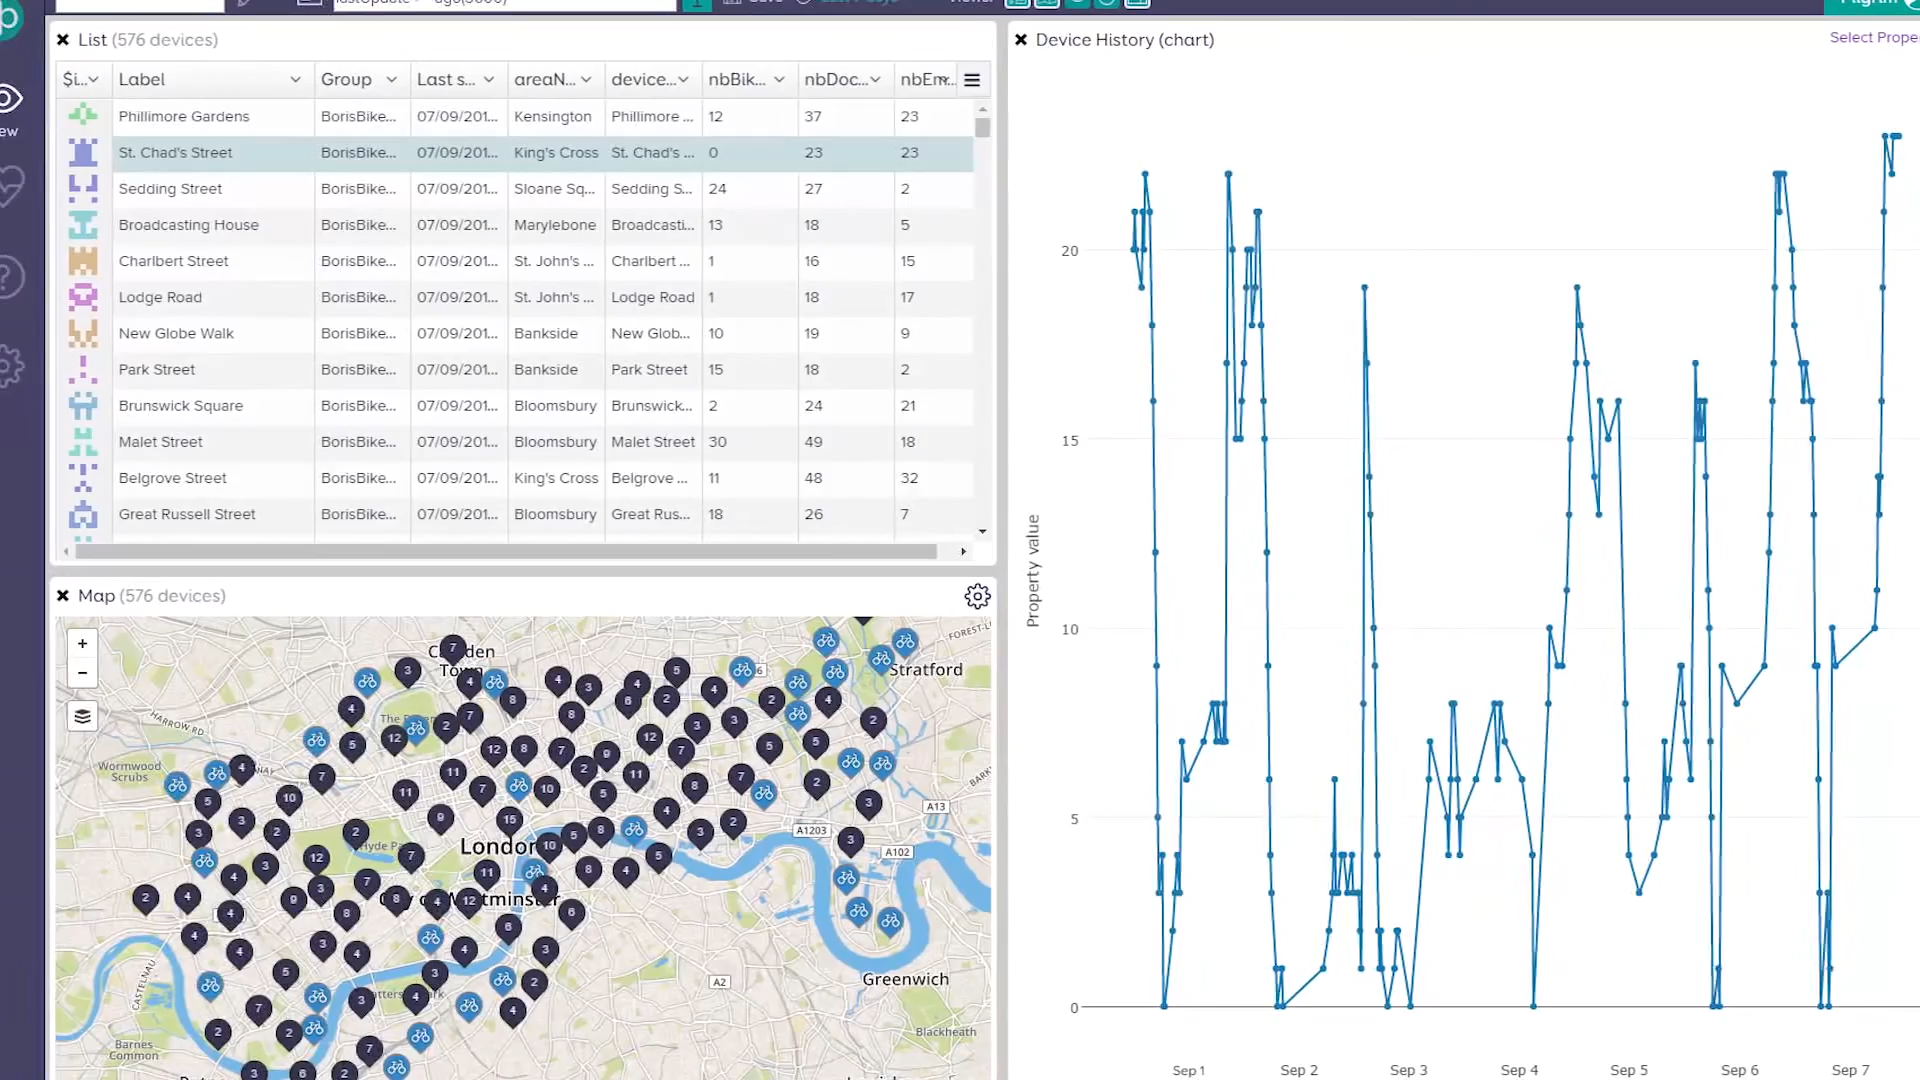 List (576 devices)
$i... Label Group Last s... areaN... device... nbBik... nbDoc... nbEm...
Phillimore Gardens BorisBike... 07/09/201... Kensington Phillimore ... 12 37 23
St. Chad's Street BorisBike... 07/09/201... King's Cross St. Chad's ... 0 23 23
Sedding Street BorisBike... 07/09/201... Sloane Sq... Sedding S... 24 27 2
Broadcasting House BorisBike... 07/09/201... Marylebone Broadcasti... 13 18 5
Charlbert Street BorisBike... 07/09/201... St. John's ... Charlbert ... 1 16 15
Lodge Road BorisBike... 07/09/201... St. John's ... Lodge Road 1 18 17
New Globe Walk BorisBike... 07/09/201... Bankside New Glob... 10 19 9
Park Street BorisBike... 07/09/201... Bankside Park Street 15 18 2
Brunswick Square BorisBike... 07/09/201... Bloomsbury Brunswick... 2 24 21
Malet Street BorisBike... 07/09/201... Bloomsbury Malet Street 30 49 18
Belgrove Street BorisBike... 07/09/201... King's Cross Belgrove ... 11 48 32
Great Russell Street BorisBike... 07/09/201... Bloomsbury Great Rus... 18 26 7
Map (576 devices)
+
−
Stratford
HARROW RD
Wormwood
Scrubs
A13
A1203
A102
London
CASTELNAU
A2
Greenwich
Blackheath
Barnes
Common
Device History (chart)
Select Prope
Property value
20
15
10
5
0
Sep 1 Sep 2 Sep 3 Sep 4 Sep 5 Sep 6 Sep 7